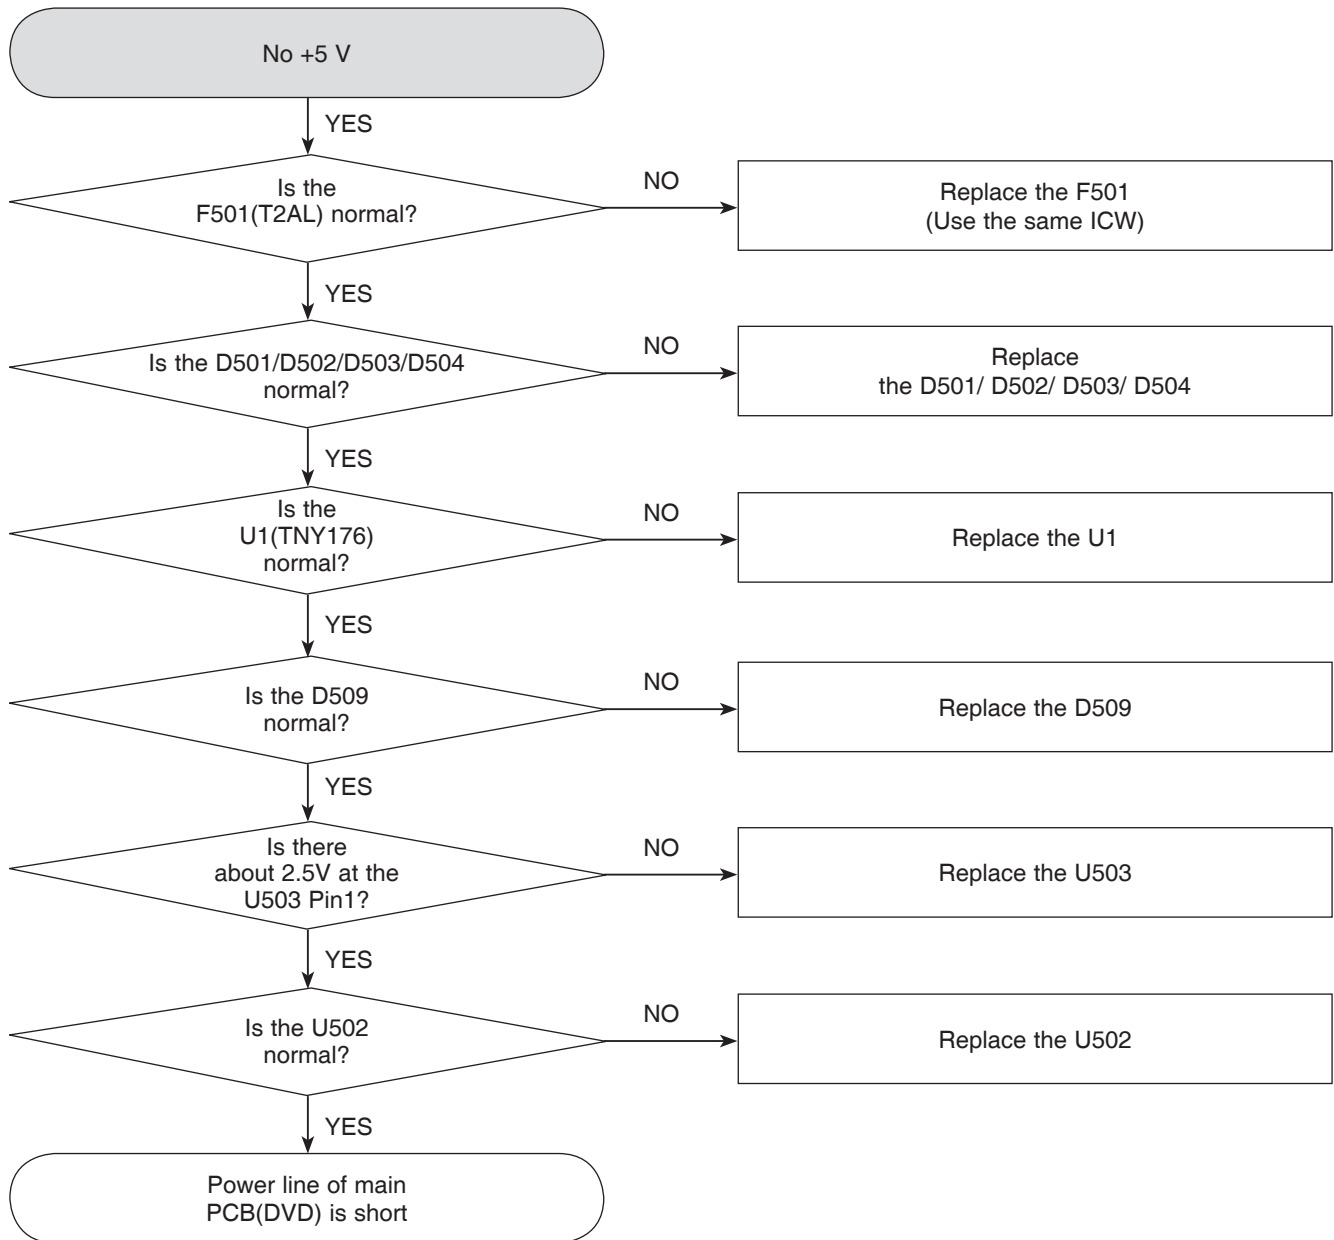 No +5 V
YES
Is the
F501(T2AL) normal?
NO
Replace the F501
(Use the same ICW)
YES
Is the D501/D502/D503/D504
normal?
NO
Replace
the D501/ D502/ D503/ D504
YES
Is the
U1(TNY176)
normal?
NO
Replace the U1
YES
Is the D509
normal?
NO
Replace the D509
YES
Is there
about 2.5V at the
U503 Pin1?
NO
Replace the U503
YES
Is the U502
normal?
NO
Replace the U502
YES
Power line of main
PCB(DVD) is short